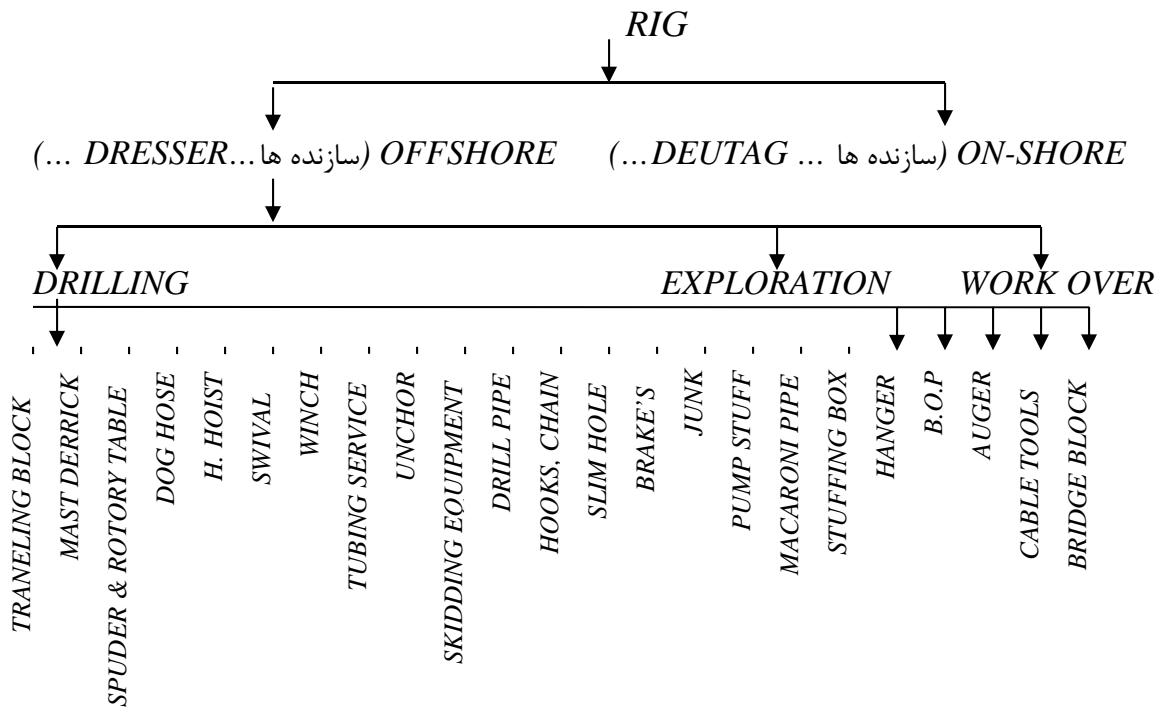 RIG
(... DRESSER...سازنده ها) OFFSHORE
(...DEUTAG ... سازنده ها) ON-SHORE
DRILLING
EXPLORATION
WORK OVER
TRANELING BLOCK
MAST DERRICK
SPUDER & ROTORY TABLE
DOG HOSE
H. HOIST
SWIVAL
WINCH
TUBING SERVICE
UNCHOR
SKIDDING EQUIPMENT
DRILL PIPE
HOOKS, CHAIN
SLIM HOLE
BRAKE'S
JUNK
PUMP STUFF
MACARONI PIPE
STUFFING BOX
HANGER
B.O.P
AUGER
CABLE TOOLS
BRIDGE BLOCK